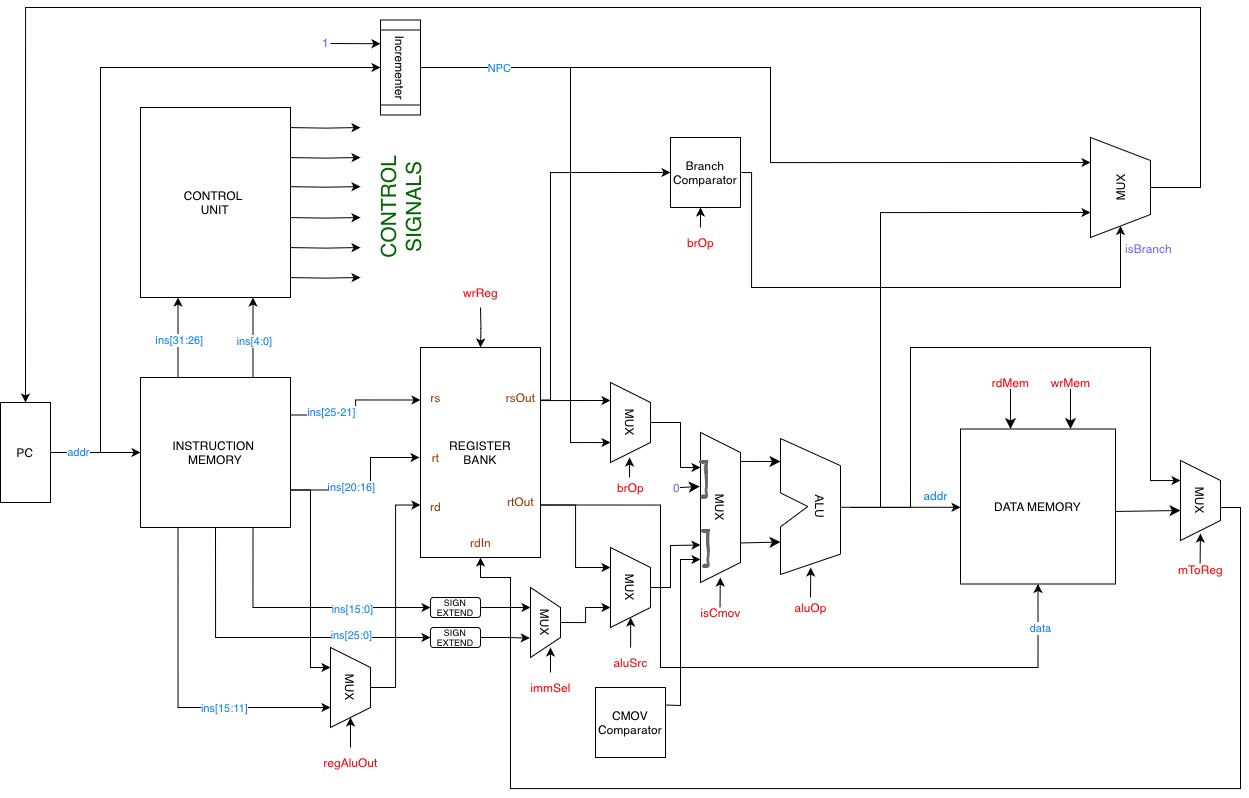 1
Incrementer
NPC
CONTROL
UNIT
CONTROL
SIGNALS
Branch
Comparator
brOp
MUX
isBranch
ins[31:26]
ins[4:0]
wrReg
PC
addr
INSTRUCTION
MEMORY
ins[25-21]
ins[20:16]
rs
rsOut
REGISTER
BANK
rt
rtOut
rd
rdIn
MUX
brOp
0
MUX
isCmov
ALU
aluOp
rdMem
wrMem
addr
DATA MEMORY
data
MUX
mToReg
ins[15:0]
SIGN
EXTEND
ins[25:0]
SIGN
EXTEND
MUX
immSel
MUX
aluSrc
ins[15:11]
MUX
regAluOut
CMOV
Comparator